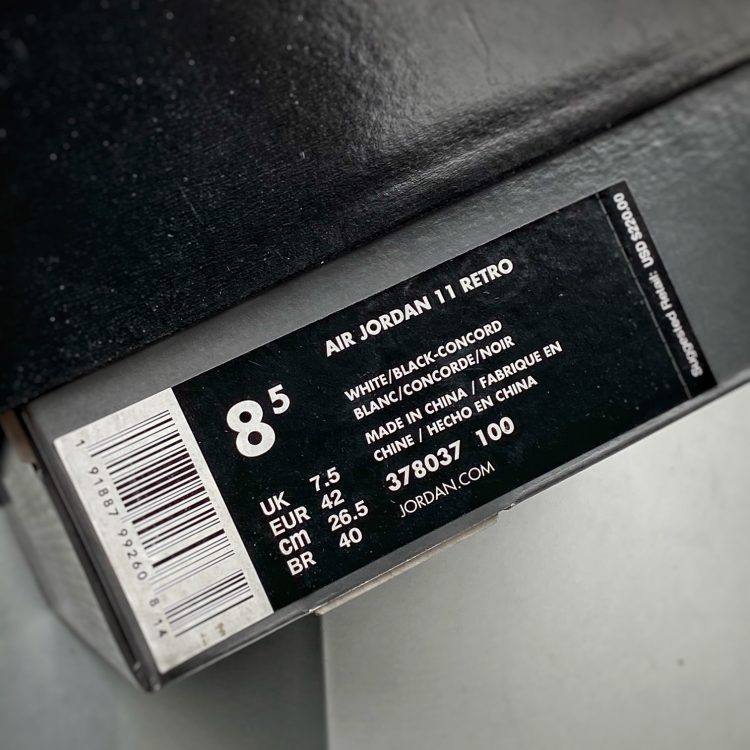 AIR JORDAN 11 RETRO
WHITE/BLACK-CONCORD
BLANC/CONCORDE/NOIR
MADE IN CHINA / FABRIQUE EN
CHINE / HECHO EN CHINA
378037 100
JORDAN.COM
8 5
UK 7.5
EUR 42
cm 26.5
BR 40
1 91887 99260 8 14
Suggested Retail: USD $220.00